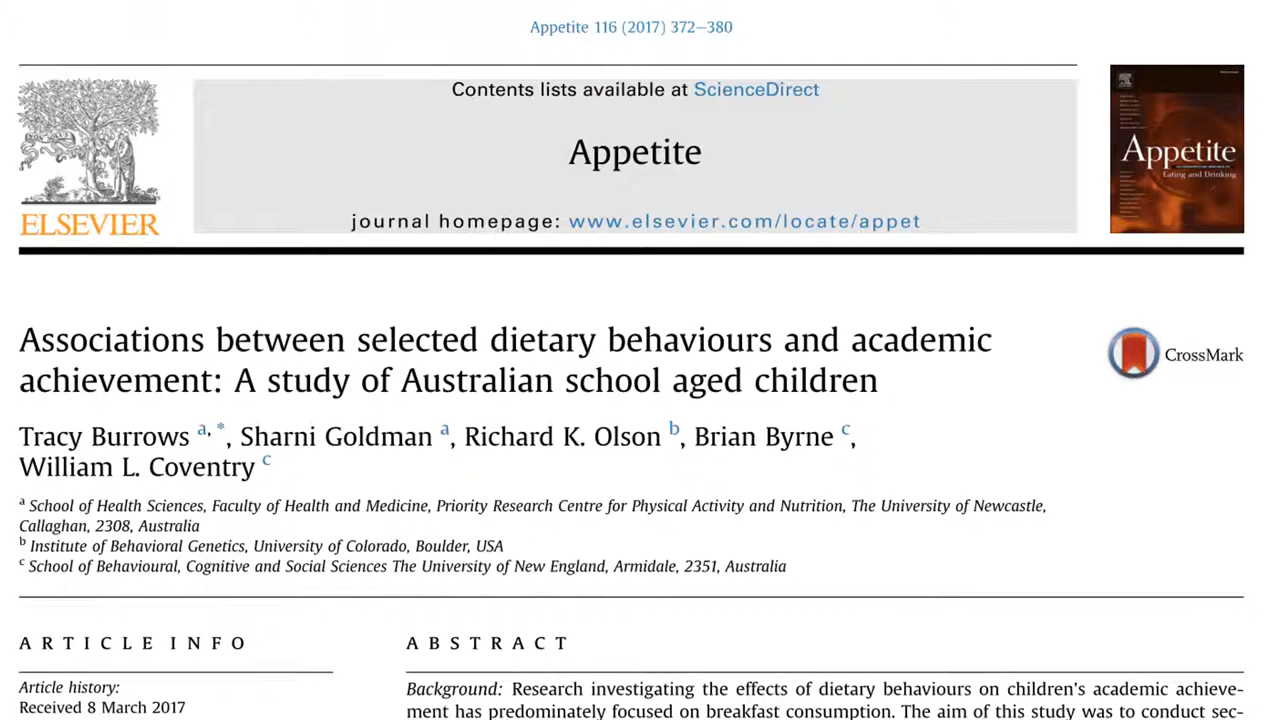 Appetite 116 (2017) 372–380
Contents lists available at ScienceDirect
Appetite
journal homepage: www.elsevier.com/locate/appet
ELSEVIER
Appetite
Eating and Drinking
Associations between selected dietary behaviours and academic
achievement: A study of Australian school aged children
CrossMark
Tracy Burrows a, *, Sharni Goldman a, Richard K. Olson b, Brian Byrne c,
William L. Coventry c
a School of Health Sciences, Faculty of Health and Medicine, Priority Research Centre for Physical Activity and Nutrition, The University of Newcastle,
Callaghan, 2308, Australia
b Institute of Behavioral Genetics, University of Colorado, Boulder, USA
c School of Behavioural, Cognitive and Social Sciences The University of New England, Armidale, 2351, Australia
ARTICLE INFO
Article history:
Received 8 March 2017
ABSTRACT
Background: Research investigating the effects of dietary behaviours on children's academic achieve-
ment has predominately focused on breakfast consumption. The aim of this study was to conduct sec-